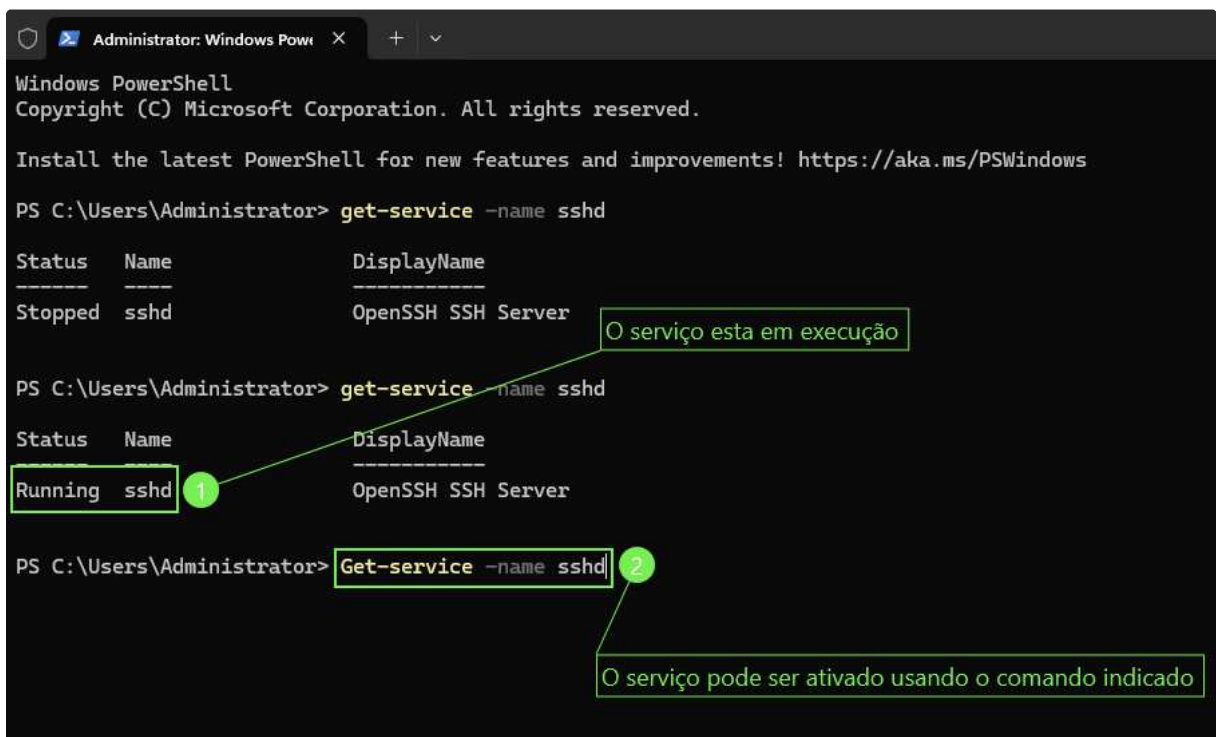 Administrator: Windows Powe
Windows PowerShell
Copyright (C) Microsoft Corporation. All rights reserved.
Install the latest PowerShell for new features and improvements! https://aka.ms/PSWindows
PS C:\Users\Administrator> get-service -name sshd
Status Name DisplayName
------ ---- -----------
Stopped sshd OpenSSH SSH Server
O serviço esta em execução
PS C:\Users\Administrator> get-service -name sshd
Status Name DisplayName
------ ---- -----------
Running sshd 1 OpenSSH SSH Server
PS C:\Users\Administrator> Get-service -name sshd 2
O serviço pode ser ativado usando o comando indicado